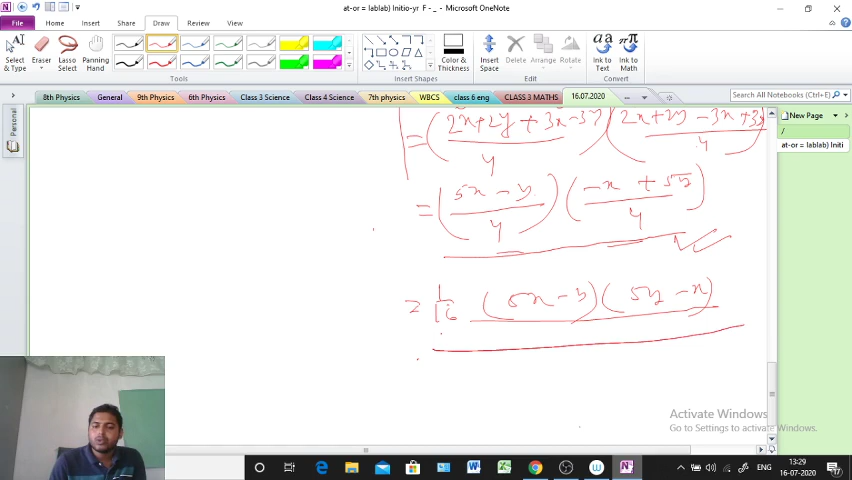 at-or = lablab) Initio-yr F - _ - Microsoft OneNote
File Home Insert Draw Review View
Select & Type Eraser Lasso Select Panning Hand Color & Thickness Insert Space Delete Arrange Rotate Ink to Text Ink to Math
Tools Insert Shapes Edit Convert
8th Physics General 9th Physics 6th Physics Class 3 Science Class 4 Science 7th physics WBCS class 6 eng CLASS 3 MATHS 16.07.2020 Search All Notebooks (Ctrl+E)
Personal
New Page
/
at-or = lablab) Initi
= (2x+2y + 3x-3y / 4) (2x+2y - 3x+3y / 4)
= (5x - y / 4) (-x + 5y / 4)
= 1/16 (5x - y) (5y - x)
Activate Windows
Go to Settings to activate Windows.
ENG 13:29
16-07-2020 17